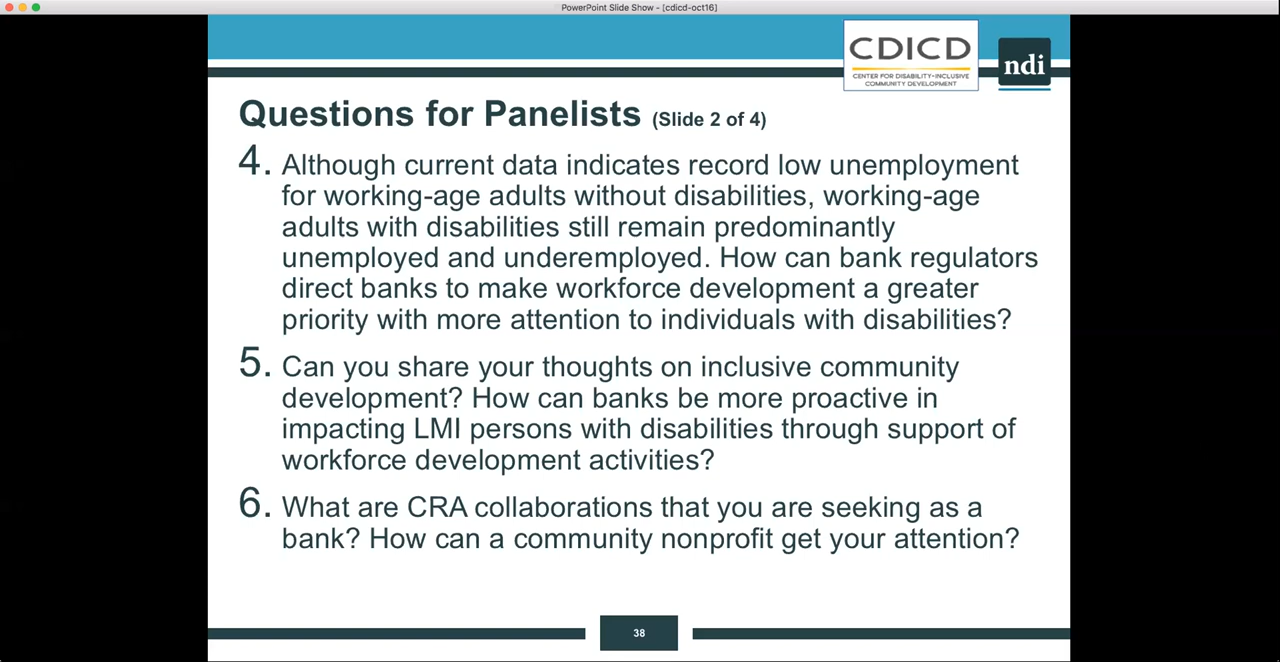 PowerPoint Slide Show - [cdicd-oct16]
CDICD
CENTER FOR DISABILITY-INCLUSIVE
COMMUNITY DEVELOPMENT
ndi
Questions for Panelists (Slide 2 of 4)
4. Although current data indicates record low unemployment
for working-age adults without disabilities, working-age
adults with disabilities still remain predominantly
unemployed and underemployed. How can bank regulators
direct banks to make workforce development a greater
priority with more attention to individuals with disabilities?
5. Can you share your thoughts on inclusive community
development? How can banks be more proactive in
impacting LMI persons with disabilities through support of
workforce development activities?
6. What are CRA collaborations that you are seeking as a
bank? How can a community nonprofit get your attention?
38